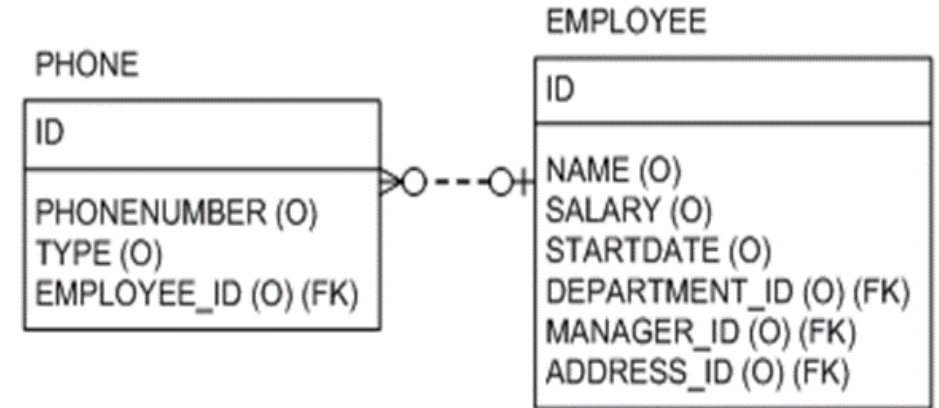 PHONE
ID
PHONENUMBER (O)
TYPE (O)
EMPLOYEE_ID (O) (FK)
EMPLOYEE
ID
NAME (O)
SALARY (O)
STARTDATE (O)
DEPARTMENT_ID (O) (FK)
MANAGER_ID (O) (FK)
ADDRESS_ID (O) (FK)